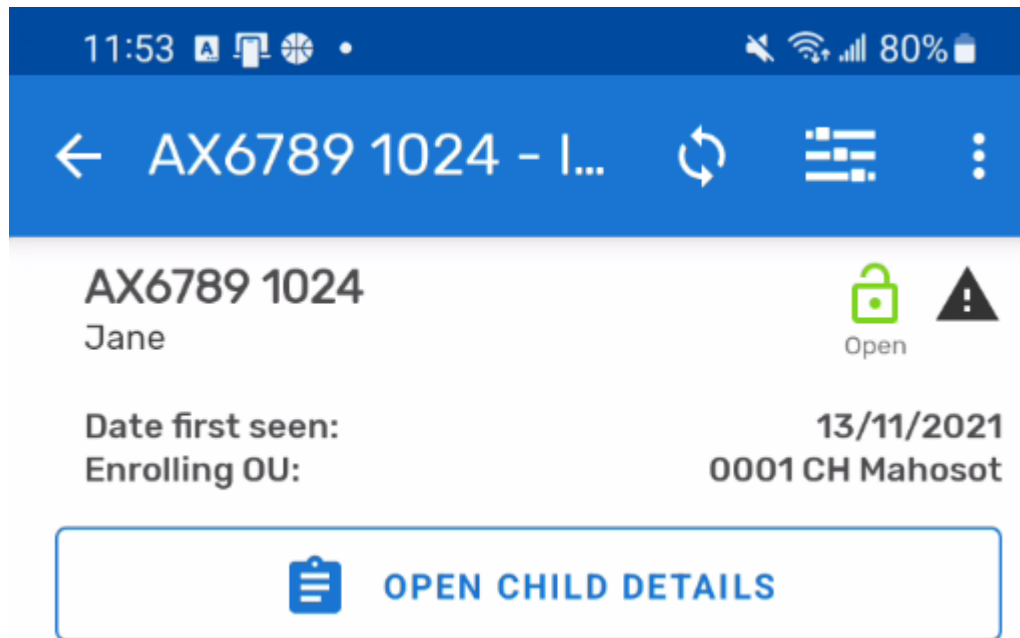 11:53 80%
AX6789 1024 - I...
AX6789 1024
Jane
Open
Date first seen: 13/11/2021
Enrolling OU: 0001 CH Mahosot
OPEN CHILD DETAILS